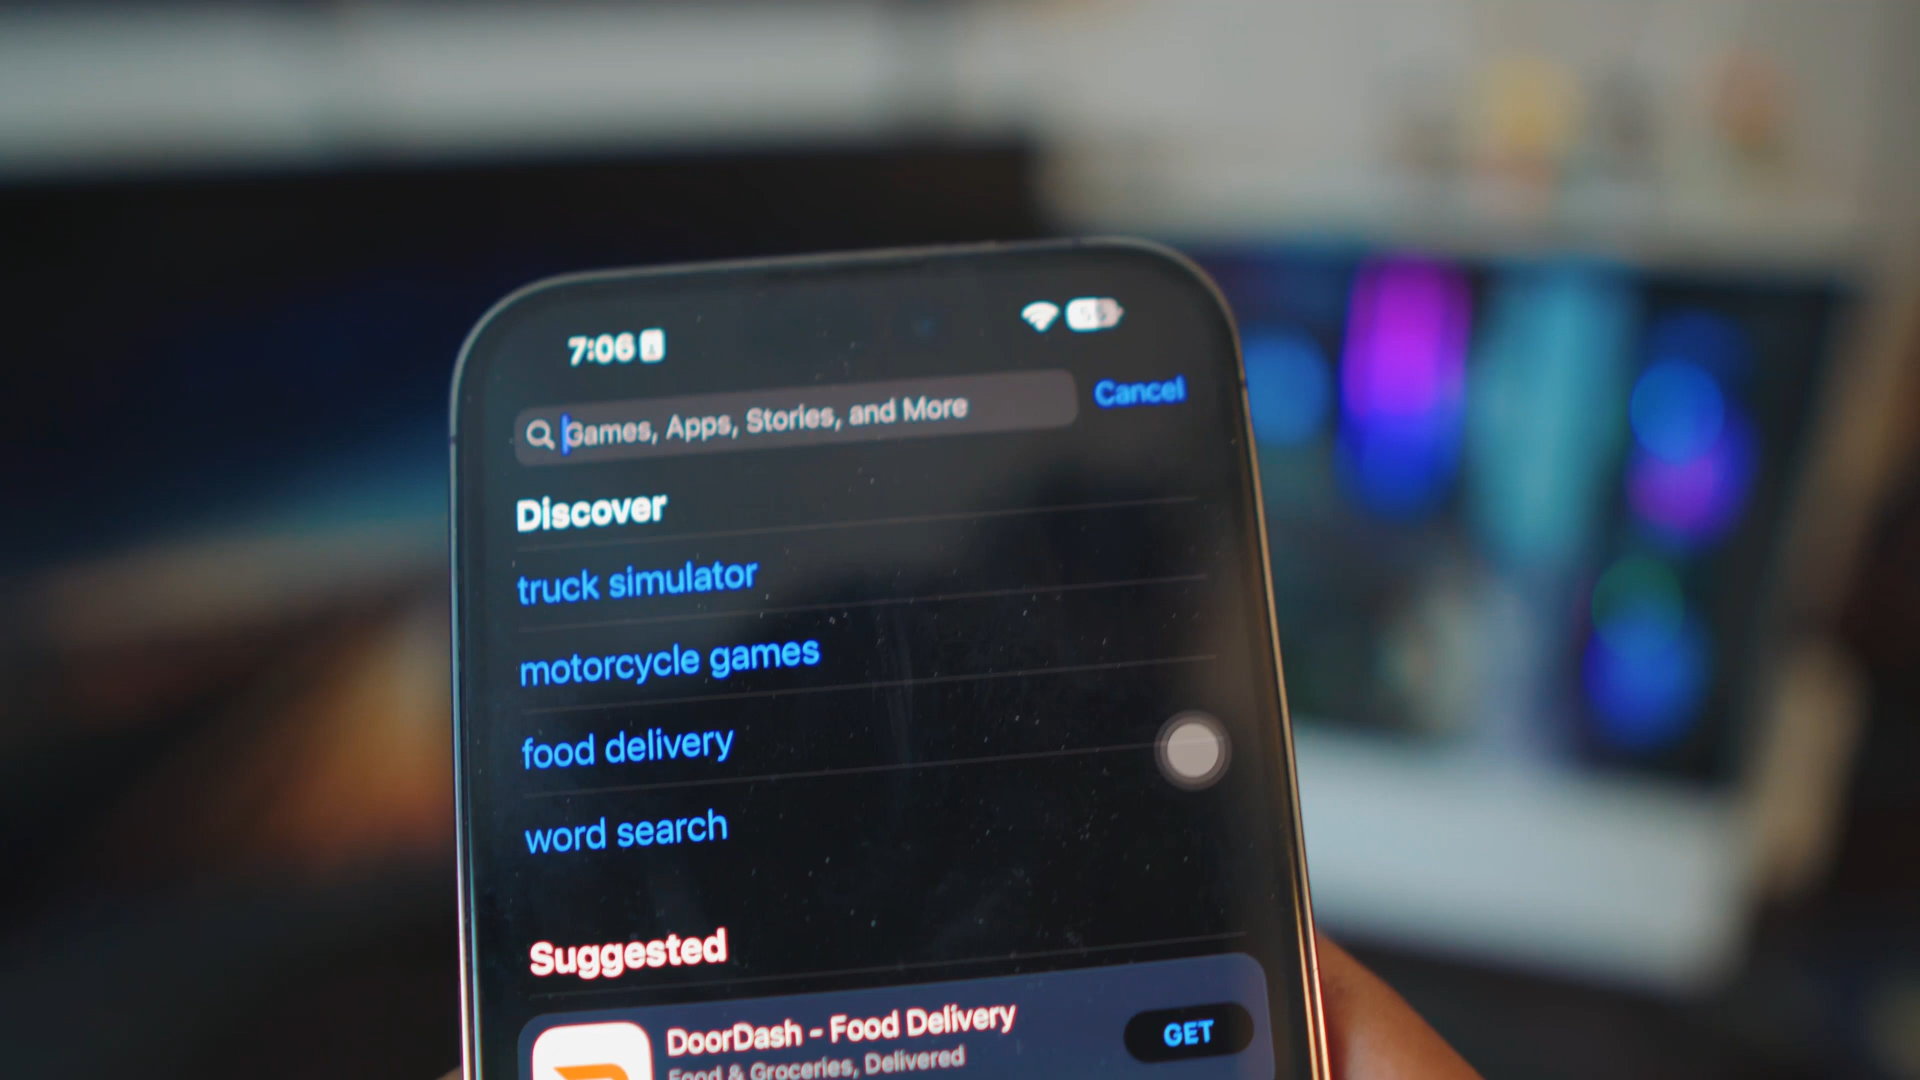 7:06
Games, Apps, Stories, and More
Cancel
Discover
truck simulator
motorcycle games
food delivery
word search
Suggested
DoorDash - Food Delivery
Food & Groceries, Delivered
GET